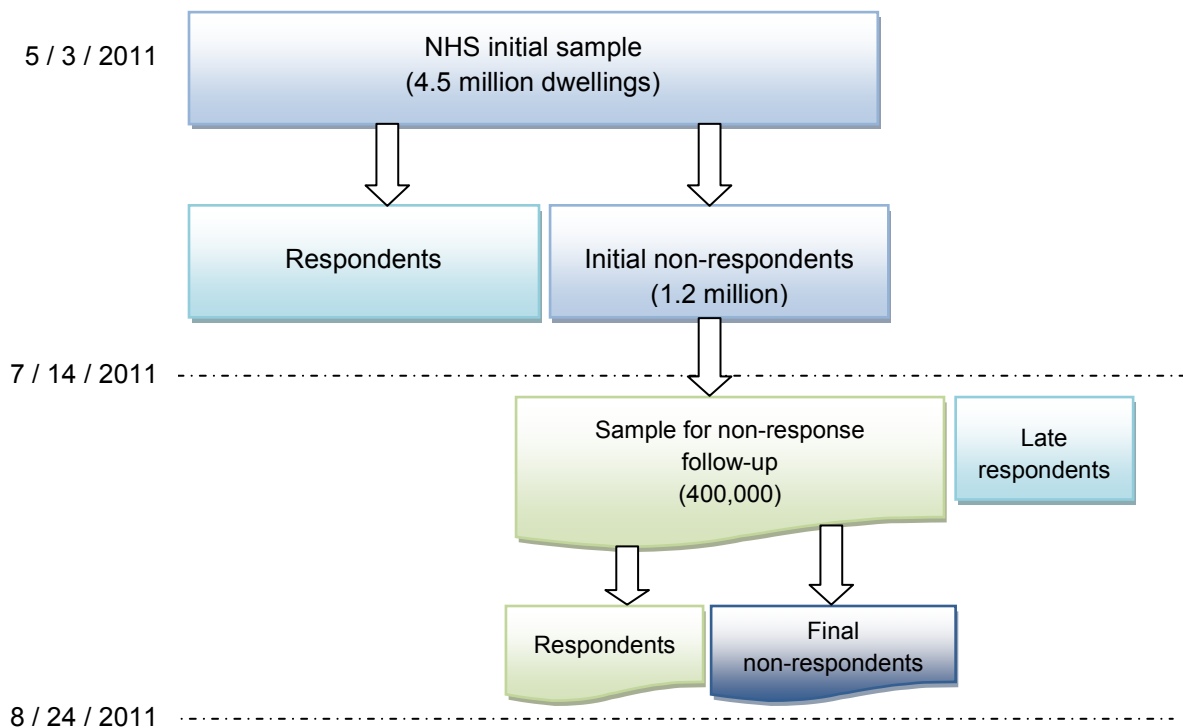 5 / 3 / 2011
NHS initial sample
(4.5 million dwellings)
Respondents
Initial non-respondents
(1.2 million)
7 / 14 / 2011
Sample for non-response
follow-up
(400,000)
Late
respondents
Respondents
Final
non-respondents
8 / 24 / 2011